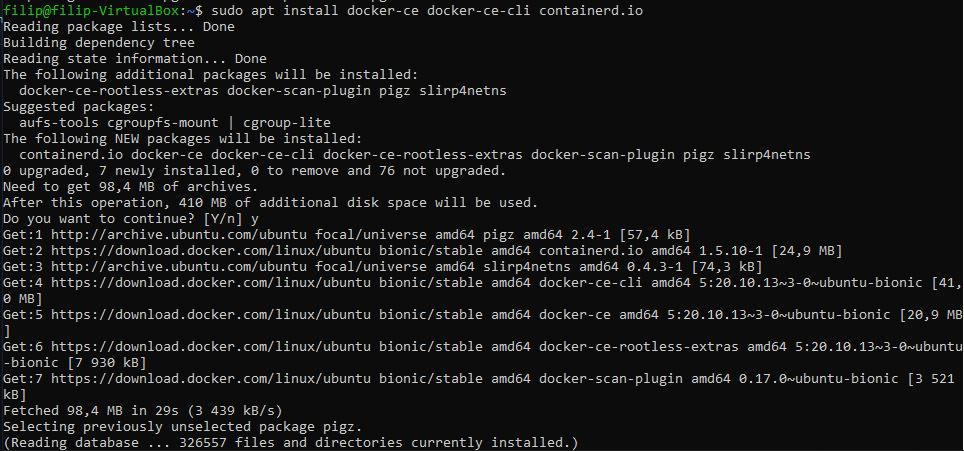 filip@filip-VirtualBox:~$ sudo apt install docker-ce docker-ce-cli containerd.io
Reading package lists... Done
Building dependency tree
Reading state information... Done
The following additional packages will be installed:
  docker-ce-rootless-extras docker-scan-plugin pigz slirp4netns
Suggested packages:
  aufs-tools cgroupfs-mount | cgroup-lite
The following NEW packages will be installed:
  containerd.io docker-ce docker-ce-cli docker-ce-rootless-extras docker-scan-plugin pigz slirp4netns
0 upgraded, 7 newly installed, 0 to remove and 76 not upgraded.
Need to get 98,4 MB of archives.
After this operation, 410 MB of additional disk space will be used.
Do you want to continue? [Y/n] y
Get:1 http://archive.ubuntu.com/ubuntu focal/universe amd64 pigz amd64 2.4-1 [57,4 kB]
Get:2 https://download.docker.com/linux/ubuntu bionic/stable amd64 containerd.io amd64 1.5.10-1 [24,9 MB]
Get:3 http://archive.ubuntu.com/ubuntu focal/universe amd64 slirp4netns amd64 0.4.3-1 [74,3 kB]
Get:4 https://download.docker.com/linux/ubuntu bionic/stable amd64 docker-ce-cli amd64 5:20.10.13~3-0~ubuntu-bionic [41,
0 MB]
Get:5 https://download.docker.com/linux/ubuntu bionic/stable amd64 docker-ce amd64 5:20.10.13~3-0~ubuntu-bionic [20,9 MB
]
Get:6 https://download.docker.com/linux/ubuntu bionic/stable amd64 docker-ce-rootless-extras amd64 5:20.10.13~3-0~ubuntu
-bionic [7 930 kB]
Get:7 https://download.docker.com/linux/ubuntu bionic/stable amd64 docker-scan-plugin amd64 0.17.0~ubuntu-bionic [3 521
kB]
Fetched 98,4 MB in 29s (3 439 kB/s)
Selecting previously unselected package pigz.
(Reading database ... 326557 files and directories currently installed.)